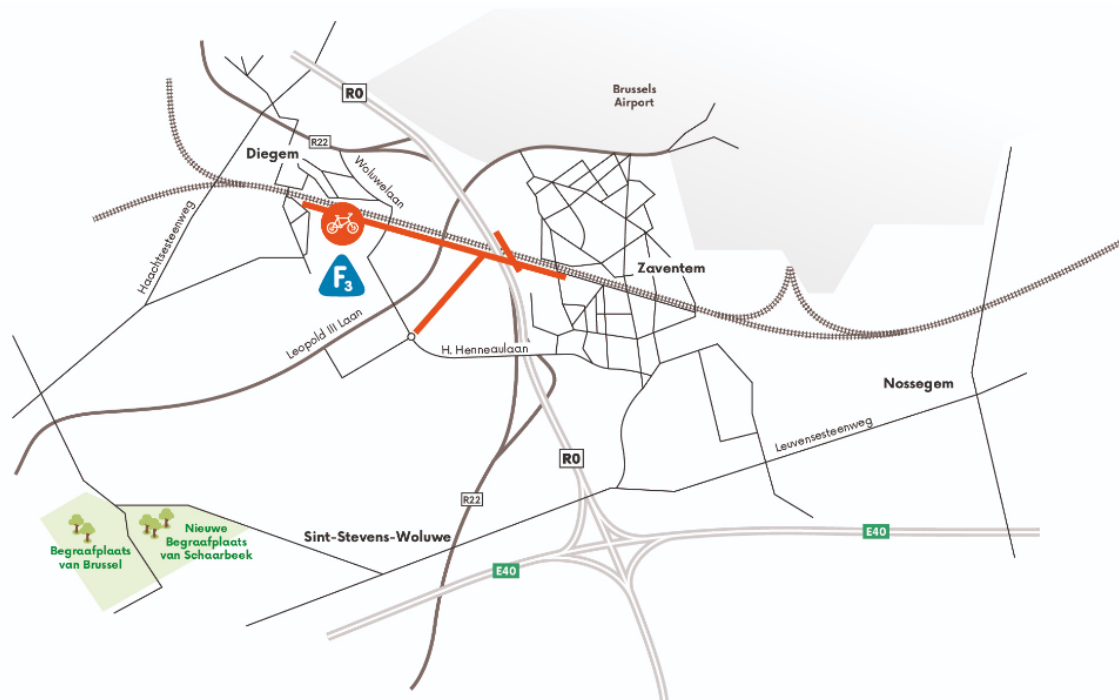 R0
Brussels
Airport
R22
Diegem
Woluwelaan
Haachtsesteenweg
F3
Zaventem
Leopold III Laan
H. Henneaulaan
Nossegem
Leuvensesteenweg
R0
R22
Nieuwe
Begraafplaats
van Schaarbeek
Begraafplaats
van Brussel
Sint-Stevens-Woluwe
E40
E40